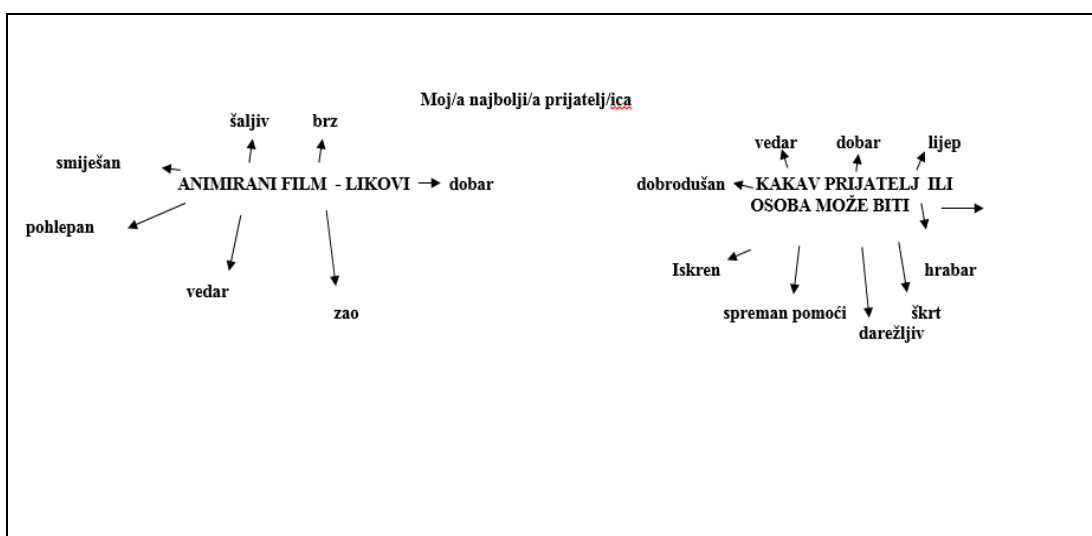 Moj/a najbolji/a prijatelj/ica
šaljiv brz
smiješan
ANIMIRANI FILM - LIKOVI
dobar
pohlepan
vedar
zao
vedar dobar lijep
dobrodušan
KAKAV PRIJATELJ ILI
OSOBA MOŽE BITI
Iskren
hrabar
spreman pomoći
škrt
darežljiv